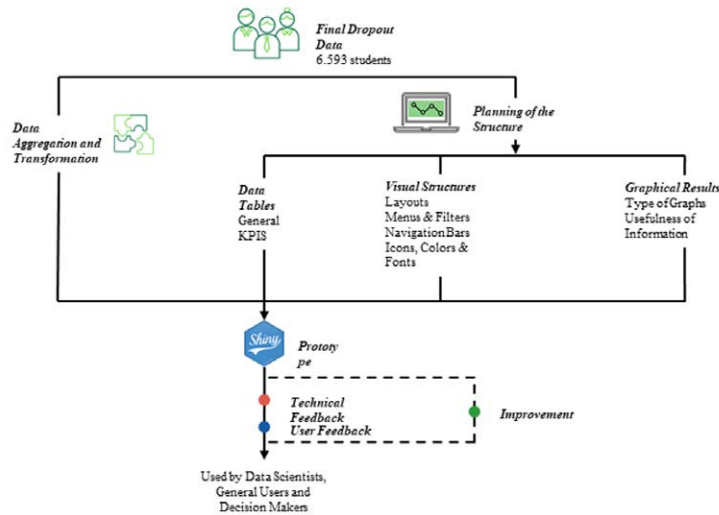 Final Dropout
Data
6.593 students
Data
Aggregation and
Transformation
Planning of the
Structure
Data
Tables
General
KPIS
Visual Structures
Layouts
Menus & Filters
Navigation Bars
Icons, Colors &
Fonts
Graphical Results
Type of Graphs
Usefulness of
Information
Shiny
Prototy
pe
Technical
Feedback
User Feedback
Improvement
Used by Data Scientists,
General Users and
Decision Makers